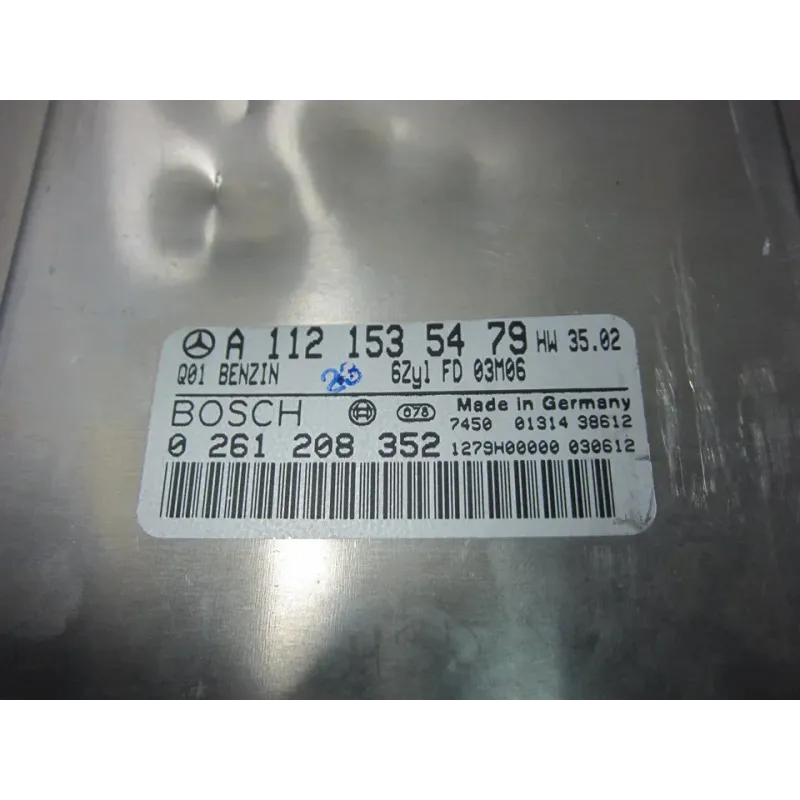 A 112 153 54 79 HW 35.02
Q01 BENZIN 6Zyl FD 03M06
BOSCH 078 Made in Germany
7450 01314 38612
0 261 208 352 1279H00000 030612